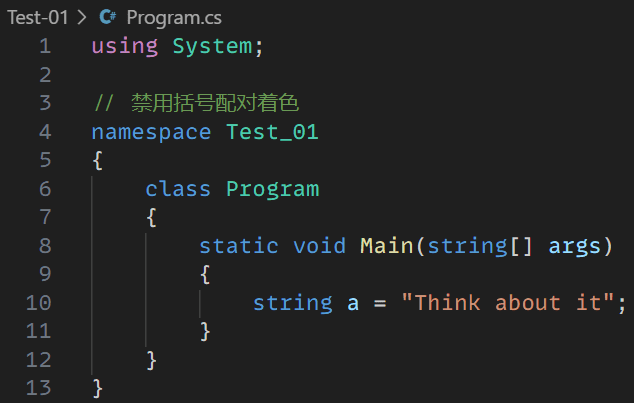 Test-01 > Program.cs
1 using System;
2
3 // 禁用括号配对着色
4 namespace Test_01
5 {
6 class Program
7 {
8 static void Main(string[] args)
9 {
10 string a = "Think about it";
11 }
12 }
13 }